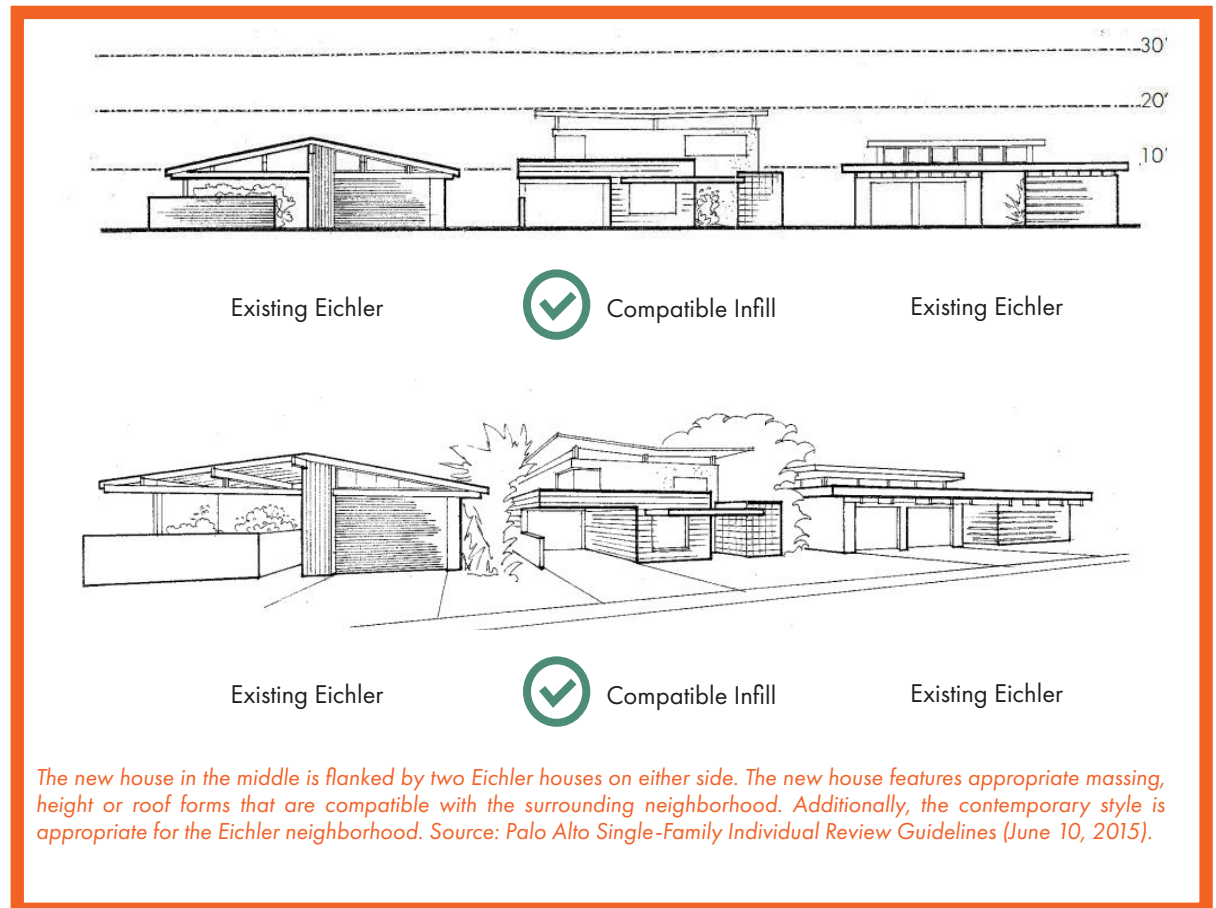 30'
20'
10'
Existing Eichler
Compatible Infill
Existing Eichler
Existing Eichler
Compatible Infill
Existing Eichler
The new house in the middle is flanked by two Eichler houses on either side. The new house features appropriate massing,
height or roof forms that are compatible with the surrounding neighborhood. Additionally, the contemporary style is
appropriate for the Eichler neighborhood. Source: Palo Alto Single-Family Individual Review Guidelines (June 10, 2015).